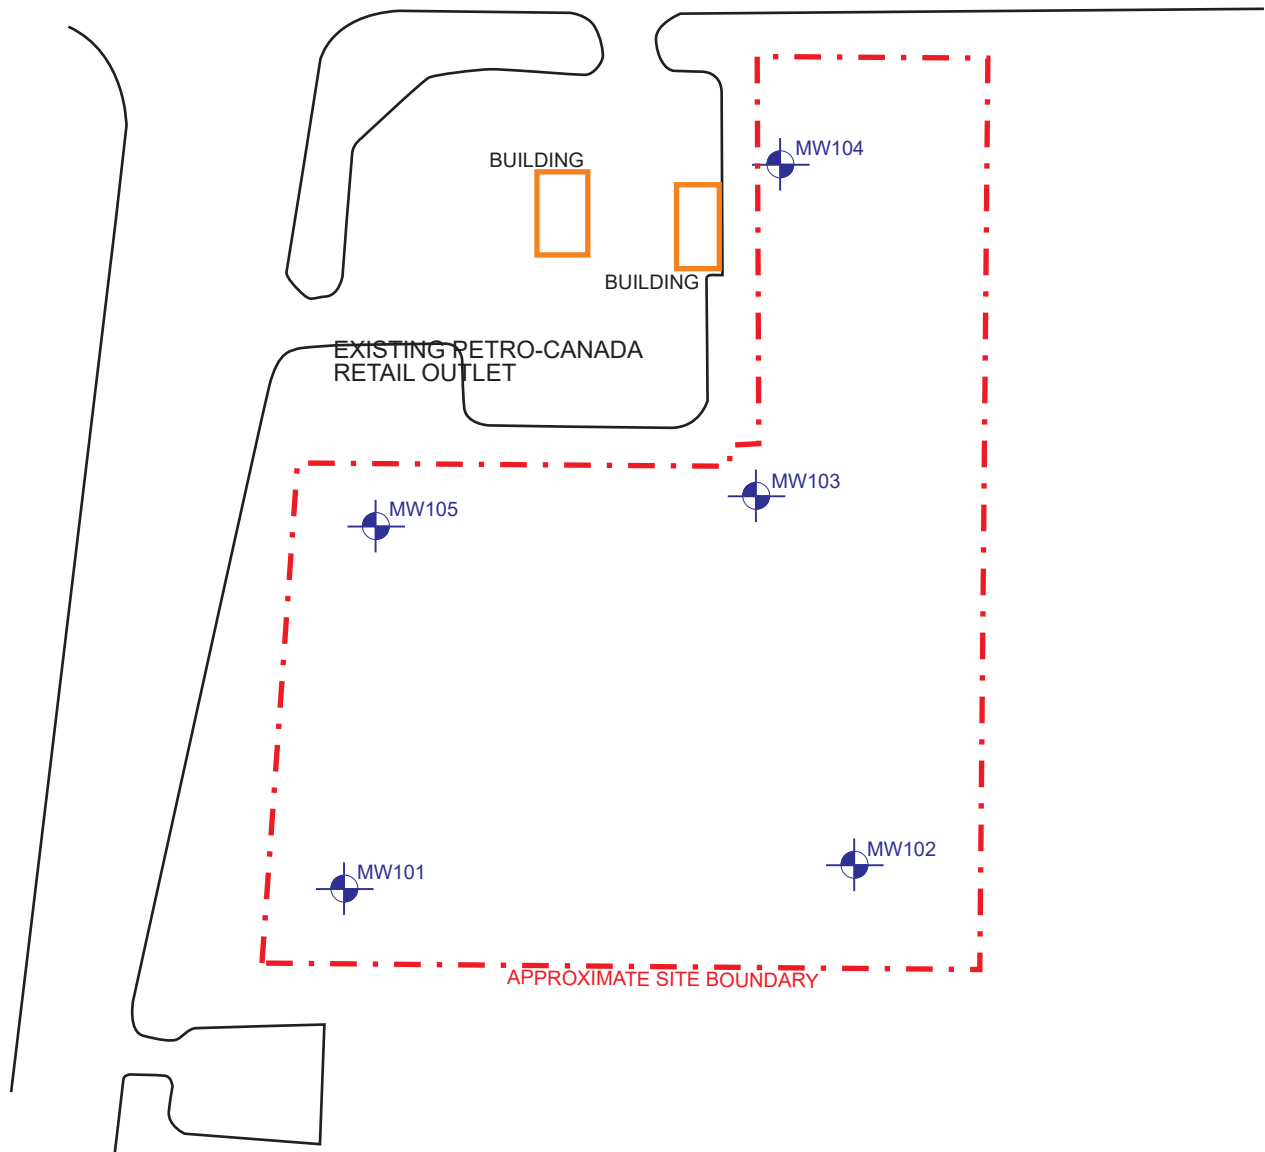 MW104
BUILDING
BUILDING
EXISTING PETRO-CANADA
RETAIL OUTLET
MW103
MW105
MW102
MW101
APPROXIMATE SITE BOUNDARY